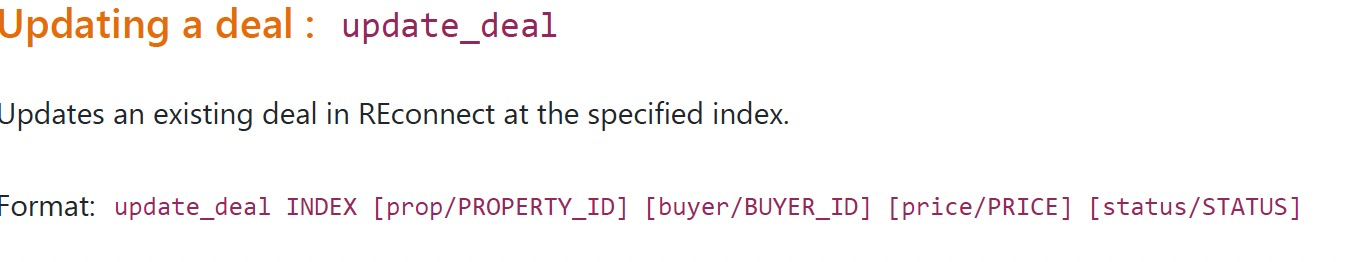 Updating a deal : update_deal
Updates an existing deal in REconnect at the specified index.
Format: update_deal INDEX [prop/PROPERTY_ID] [buyer/BUYER_ID] [price/PRICE] [status/STATUS]